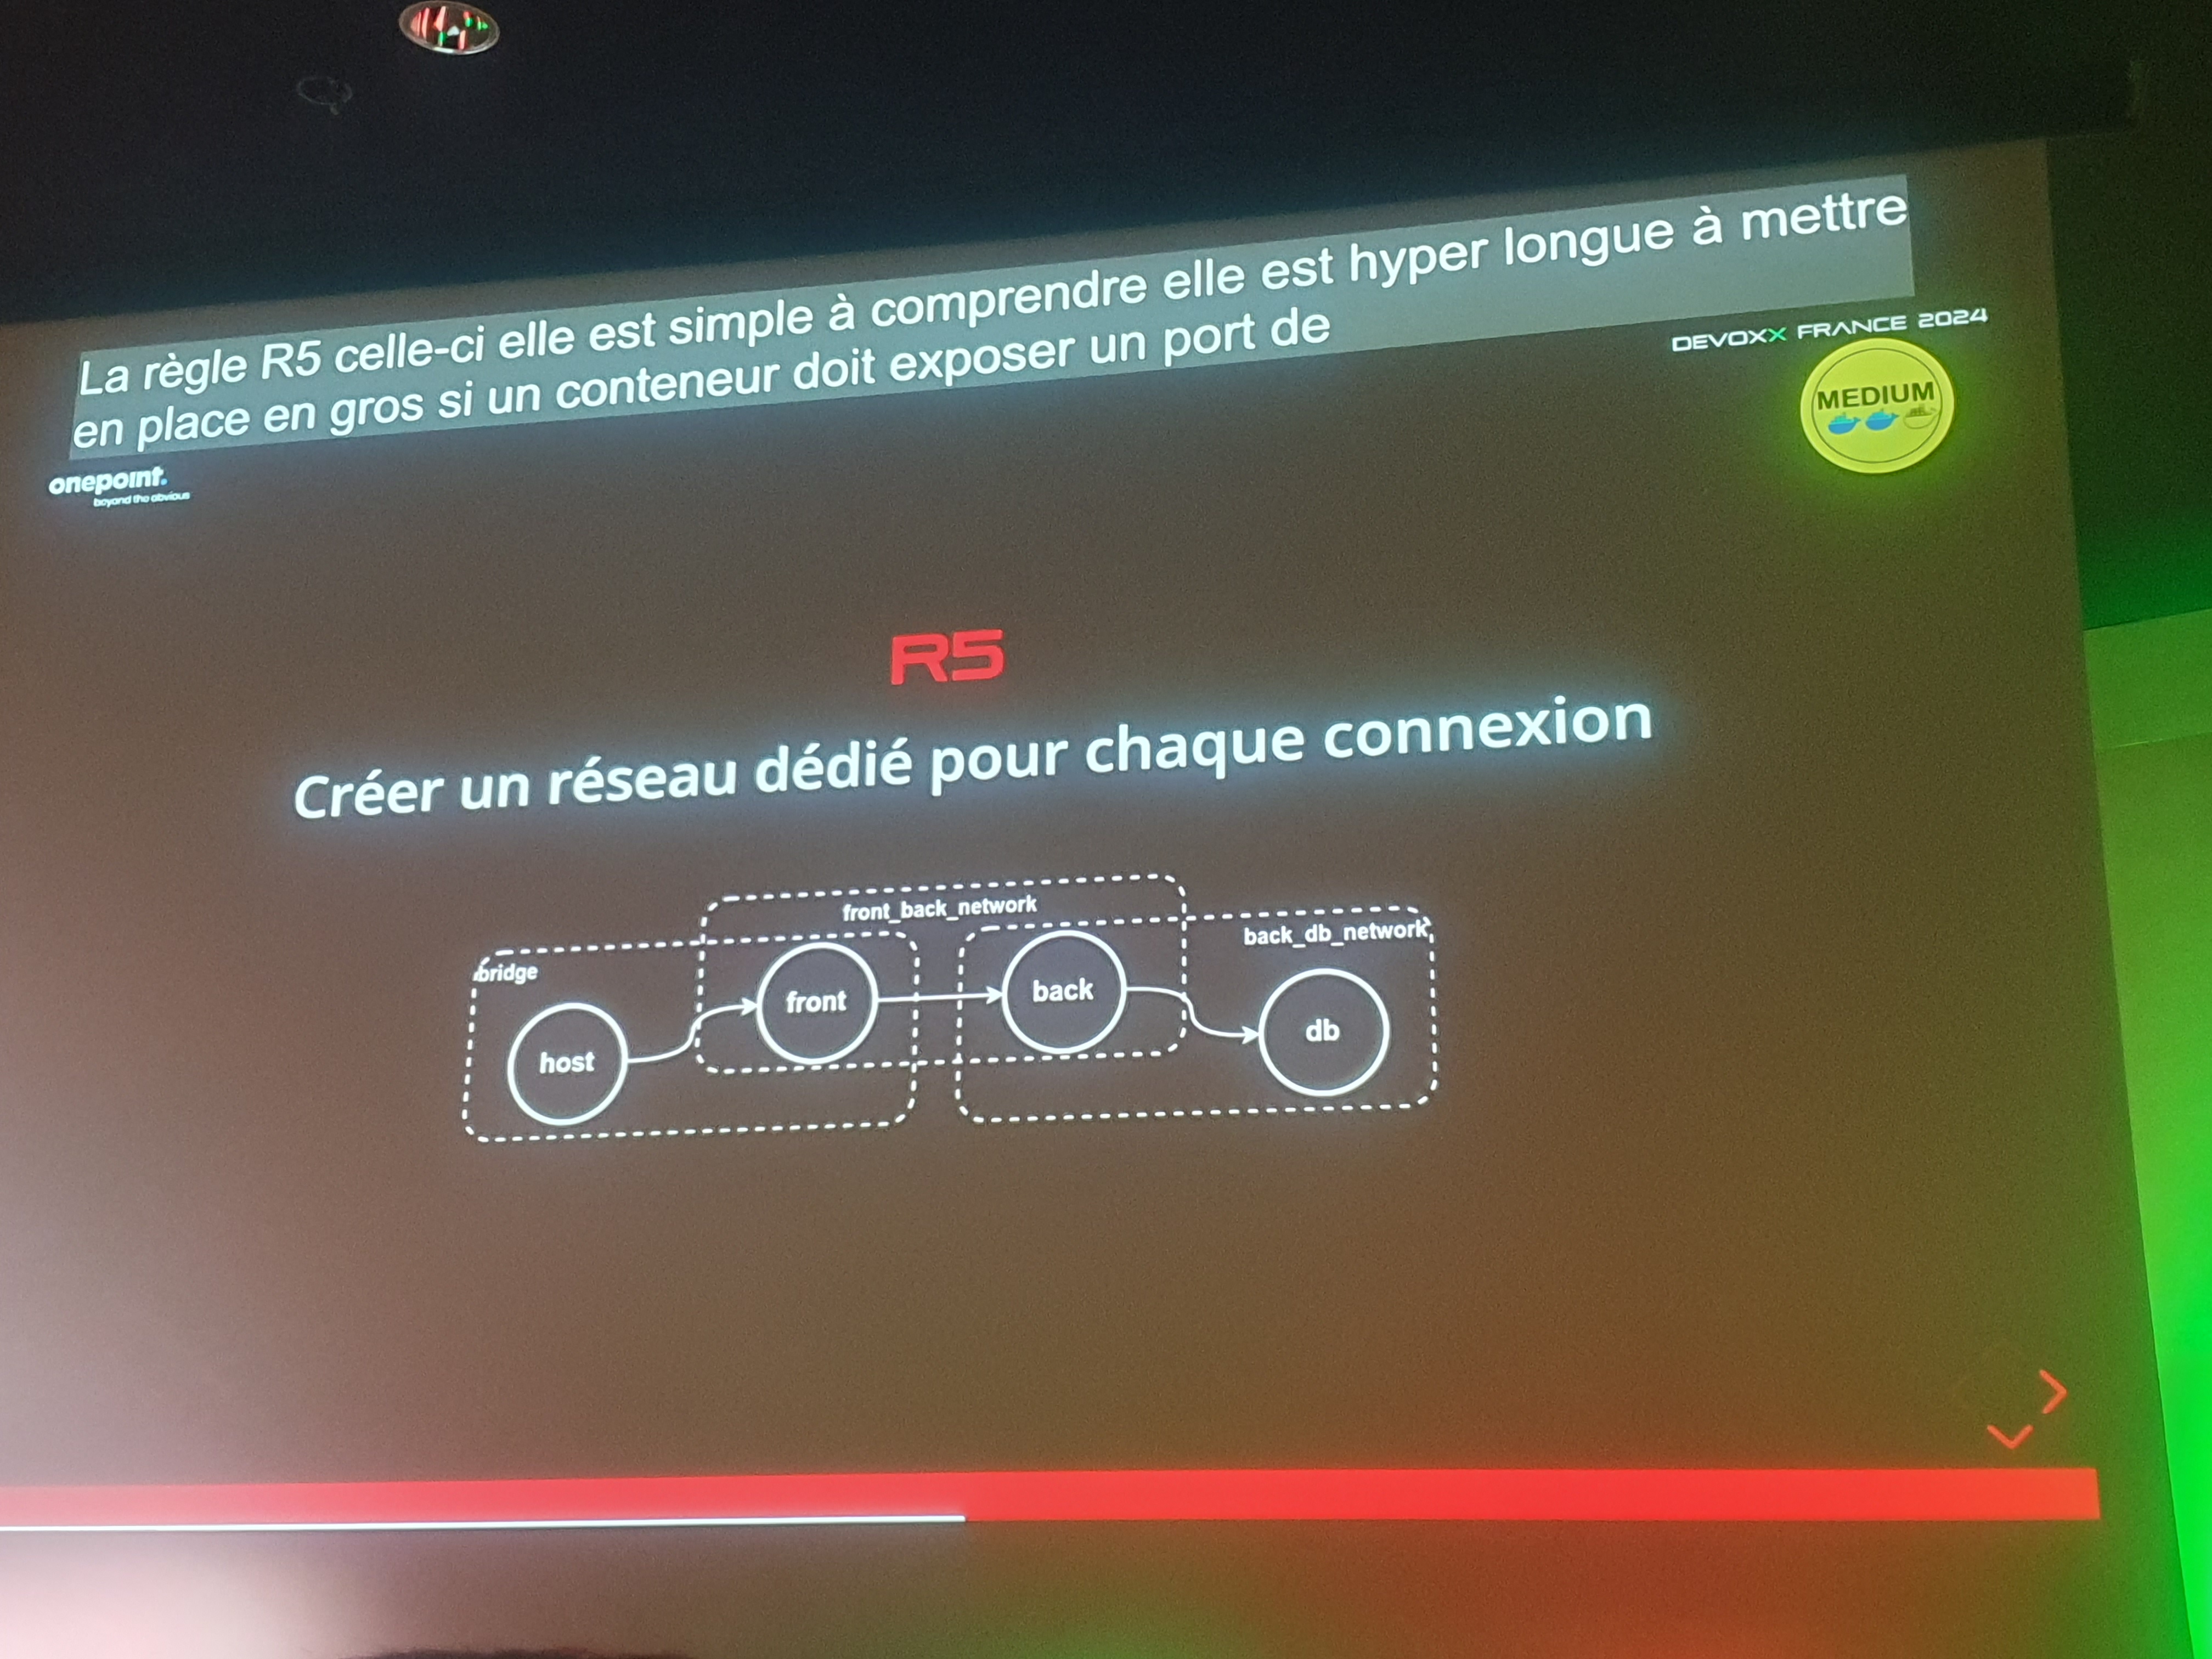 La règle R5 celle-ci elle est simple à comprendre elle est hyper longue à mettre
en place en gros si un conteneur doit exposer un port de
DEVOXX FRANCE 2024
MEDIUM
onepoint.
beyond the obvious
R5
Créer un réseau dédié pour chaque connexion
front_back_network
back_db_network
bridge
host
front
back
db